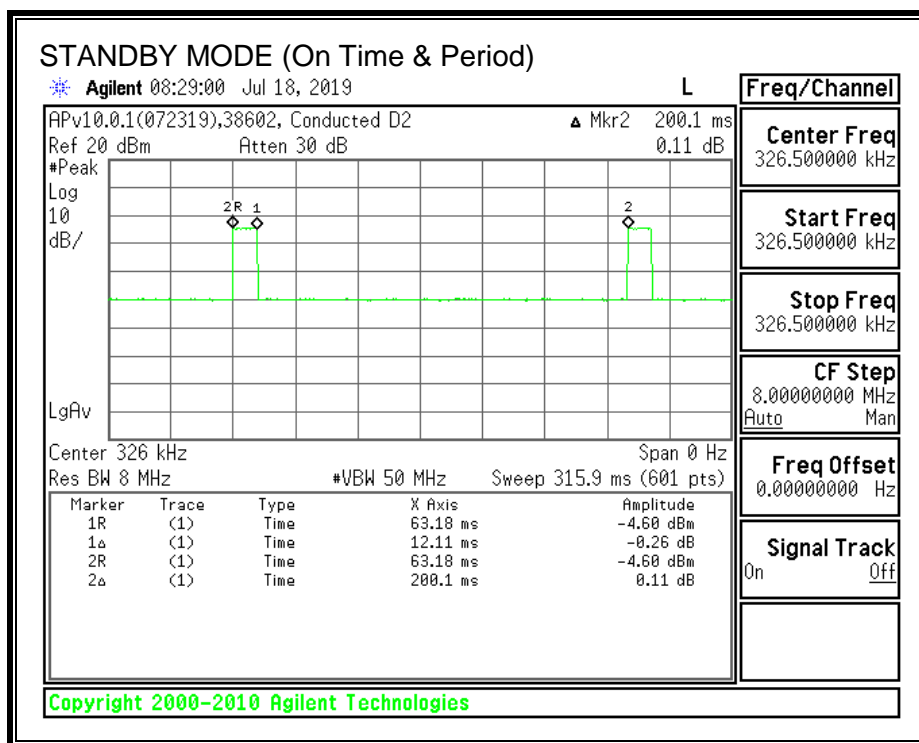 STANDBY MODE (On Time & Period)
Agilent 08:29:00 Jul 18, 2019 L
APv10.0.1(072319),38602, Conducted D2 Δ Mkr2 200.1 ms
Ref 20 dBm Atten 30 dB 0.11 dB
#Peak
Log
10
dB/
2R 1 2
LgAv
Center 326 kHz Span 0 Hz
Res BW 8 MHz #VBW 50 MHz Sweep 315.9 ms (601 pts)
Marker Trace Type X Axis Amplitude
1R (1) Time 63.18 ms -4.60 dBm
1Δ (1) Time 12.11 ms -0.26 dB
2R (1) Time 63.18 ms -4.60 dBm
2Δ (1) Time 200.1 ms 0.11 dB
Freq/Channel
Center Freq
326.500000 kHz
Start Freq
326.500000 kHz
Stop Freq
326.500000 kHz
CF Step
8.00000000 MHz
Auto Man
Freq Offset
0.00000000 Hz
Signal Track
On Off
Copyright 2000-2010 Agilent Technologies